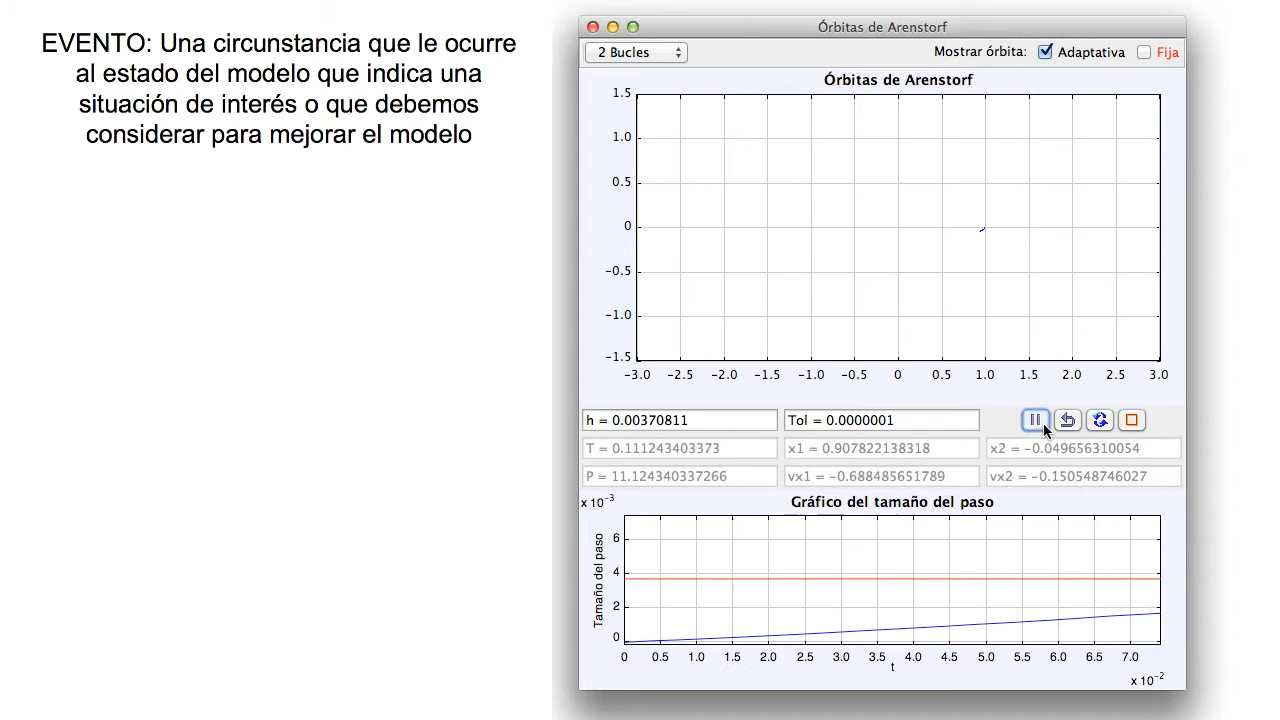 EVENTO: Una circunstancia que le ocurre
al estado del modelo que indica una
situación de interés o que debemos
considerar para mejorar el modelo
Órbitas de Arenstorf
2 Bucles
Mostrar órbita:
Adaptativa
Fija
Órbitas de Arenstorf
1.5
1.0
0.5
0
−0.5
−1.0
−1.5
−3.0 −2.5 −2.0 −1.5 −1.0 −0.5 0 0.5 1.0 1.5 2.0 2.5 3.0
h = 0.00370811
Tol = 0.0000001
T = 0.111243403373
x1 = 0.907822138318
x2 = −0.049656310054
P = 11.124340337266
vx1 = −0.688485651789
vx2 = −0.150548746027
x 10⁻³
Gráfico del tamaño del paso
Tamaño del paso
6
4
2
0
0 0.5 1.0 1.5 2.0 2.5 3.0 3.5 4.0 4.5 5.0 5.5 6.0 6.5 7.0
t
x 10⁻²